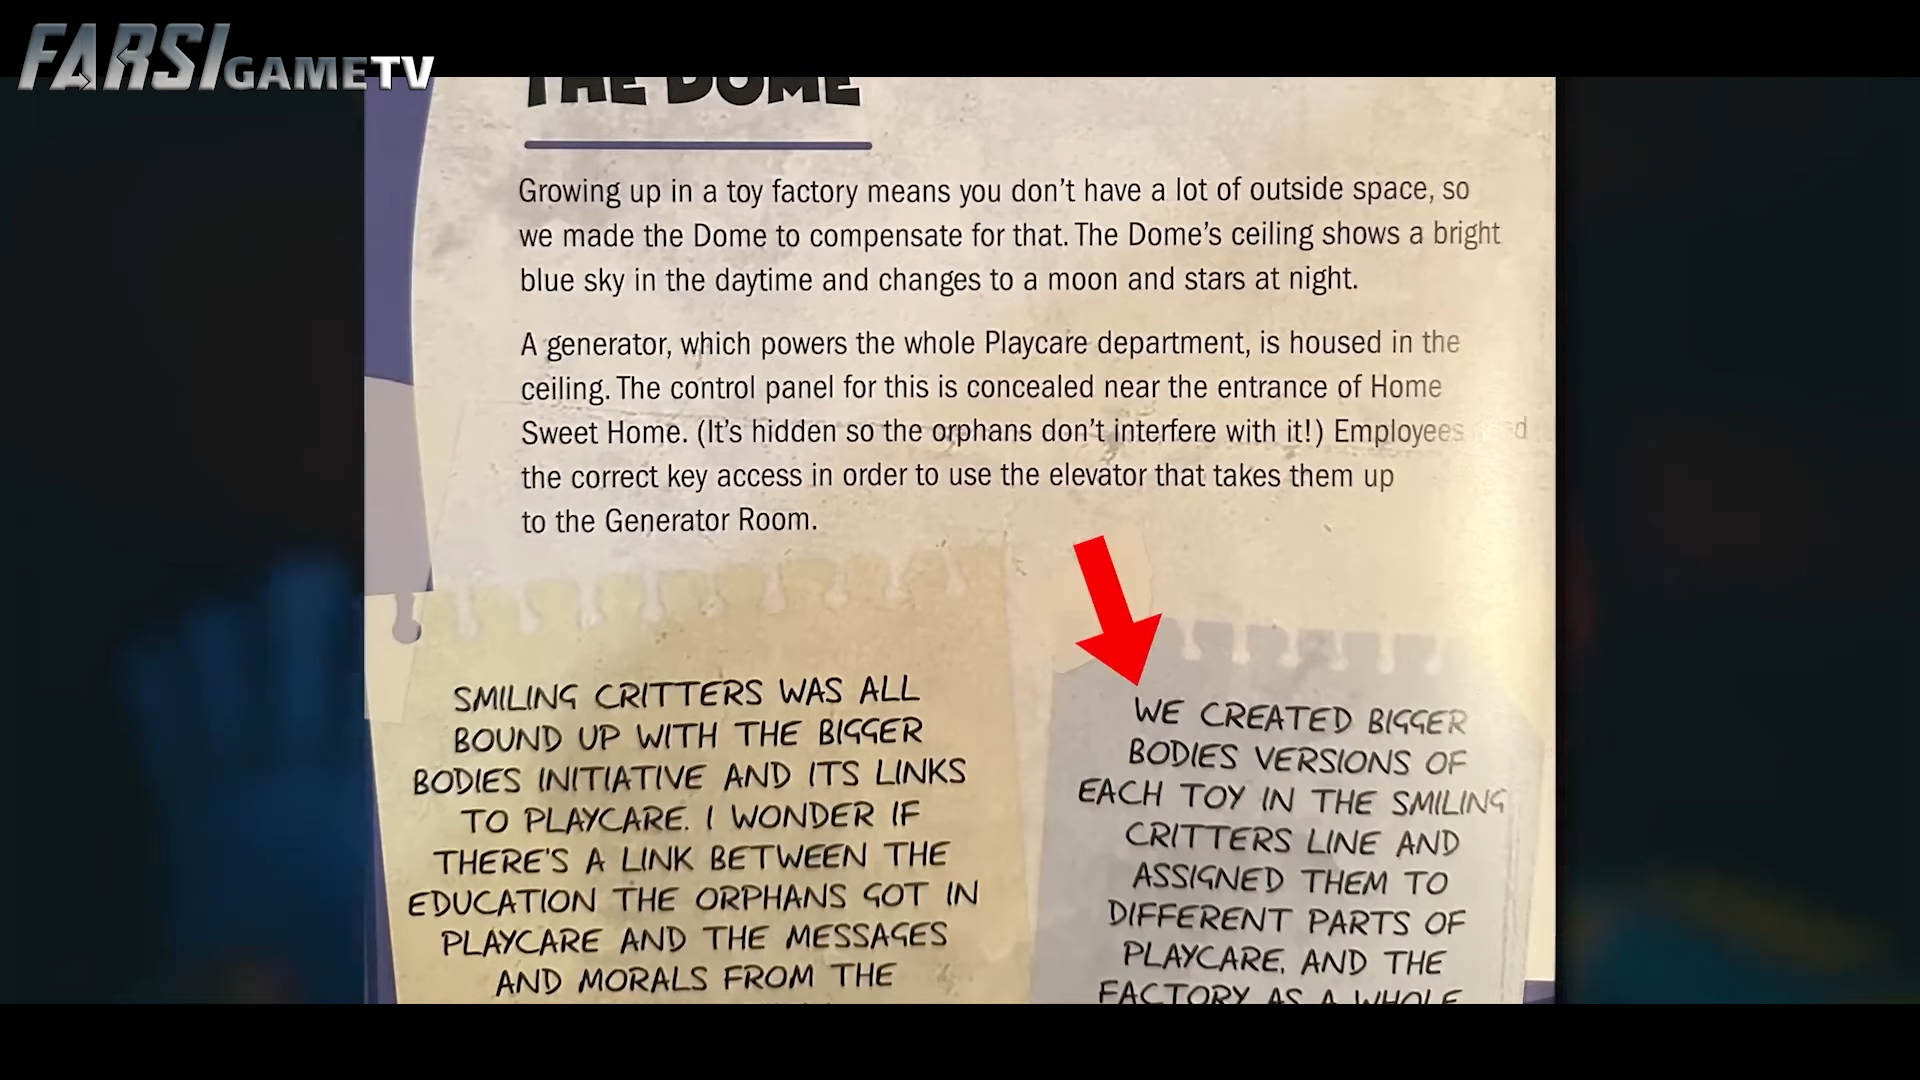 FARSIGAMETV
THE DOME
Growing up in a toy factory means you don't have a lot of outside space, so
we made the Dome to compensate for that. The Dome's ceiling shows a bright
blue sky in the daytime and changes to a moon and stars at night.
A generator, which powers the whole Playcare department, is housed in the
ceiling. The control panel for this is concealed near the entrance of Home
Sweet Home. (It's hidden so the orphans don't interfere with it!) Employees
the correct key access in order to use the elevator that takes them up
to the Generator Room.
SMILING CRITTERS WAS ALL
BOUND UP WITH THE BIGGER
BODIES INITIATIVE AND ITS LINKS
TO PLAYCARE. I WONDER IF
THERE'S A LINK BETWEEN THE
EDUCATION THE ORPHANS GOT IN
PLAYCARE AND THE MESSAGES
AND MORALS FROM THE
WE CREATED BIGGER
BODIES VERSIONS OF
EACH TOY IN THE SMILING
CRITTERS LINE AND
ASSIGNED THEM TO
DIFFERENT PARTS OF
PLAYCARE, AND THE
FACTORY AS A WHOLE